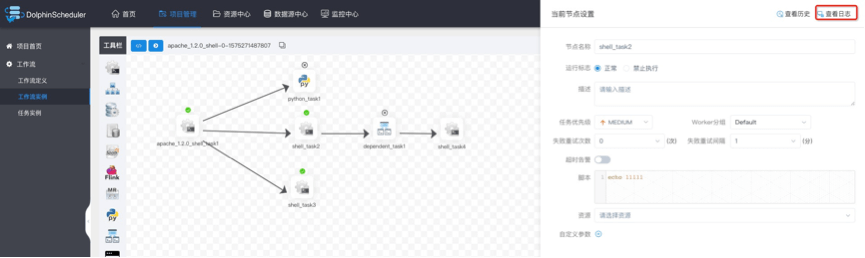 DolphinScheduler
首页
项目管理
资源中心
数据源中心
监控中心
项目首页
工作流
工作流定义
工作流实例
任务实例
工具栏
apache_1.2.0_shell-0-1575271487807
Flink
MR
py
python_task1
apache_1.2.0_shell_task1
shell_task2
dependent_task1
shell_task4
shell_task3
当前节点设置
查看历史
查看日志
节点名称 shell_task2
运行标志 正常 禁止执行
描述 请输入描述
任务优先级 MEDIUM Worker分组 Default
失败重试次数 0 (次) 失败重试间隔 1 (分)
超时告警
脚本 1
资源 请选择资源
自定义参数